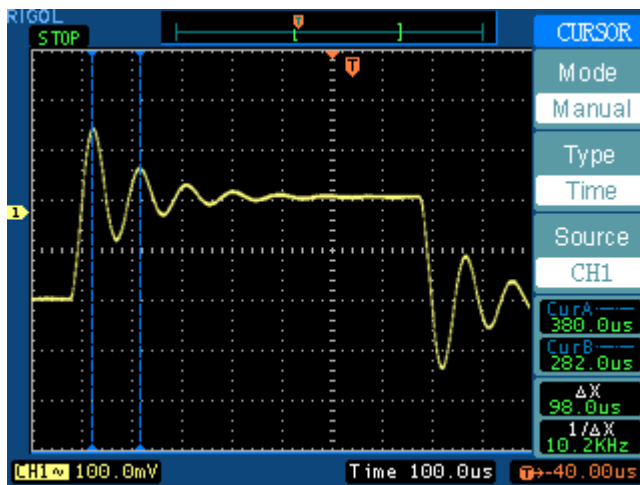 RIGOL
STOP
T
CURSOR
Mode
Manual
T
Type
Time
1
Source
CH1
CurA:
380.0us
CurB:
282.0us
ΔX
98.0us
1/ΔX
10.2KHz
CH1~ 100.0mV Time 100.0us T→-40.00us